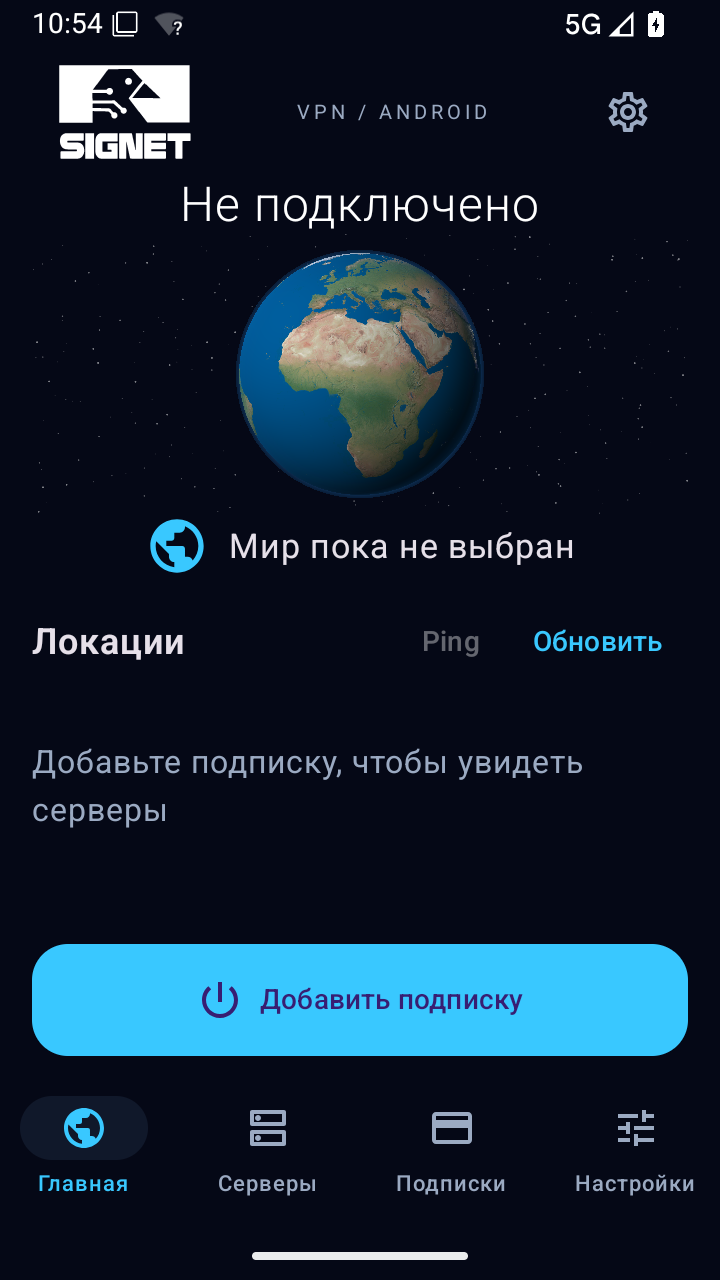 10:54
5G
SIGNET
VPN / ANDROID
Не подключено
Мир пока не выбран
Локации
Ping
Обновить
Добавьте подписку, чтобы увидеть
серверы
Добавить подписку
Главная
Серверы
Подписки
Настройки